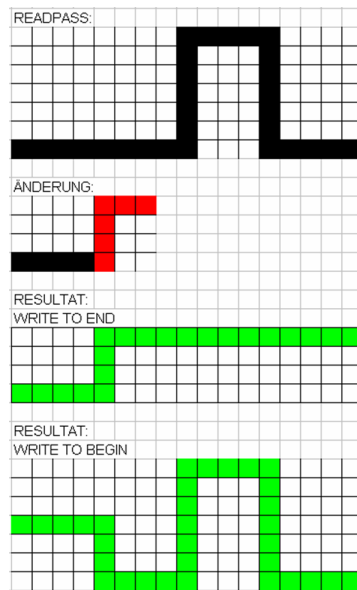 READPASS:
ÄNDERUNG:
RESULTAT:
WRITE TO END
RESULTAT:
WRITE TO BEGIN